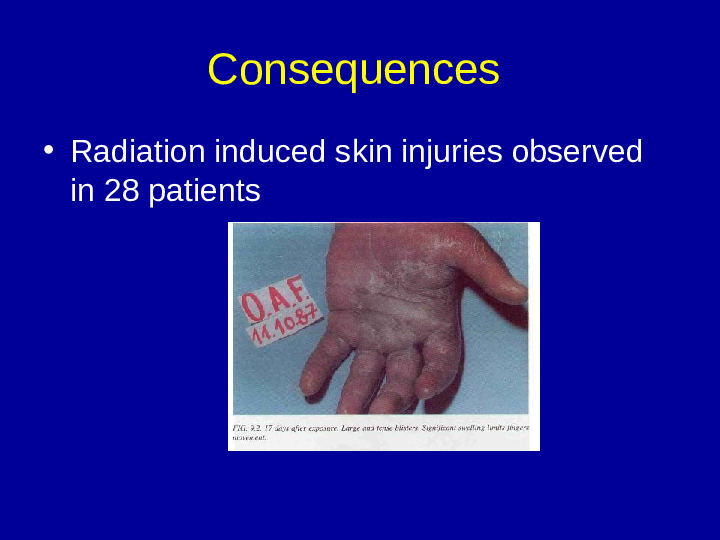 Consequences
• Radiation induced skin injuries observed
in 28 patients
O.A.F.
11.10.87
FIG. 9.2. 17 days after exposure. Large and tense blisters. Significant swelling limits fingers
movement.